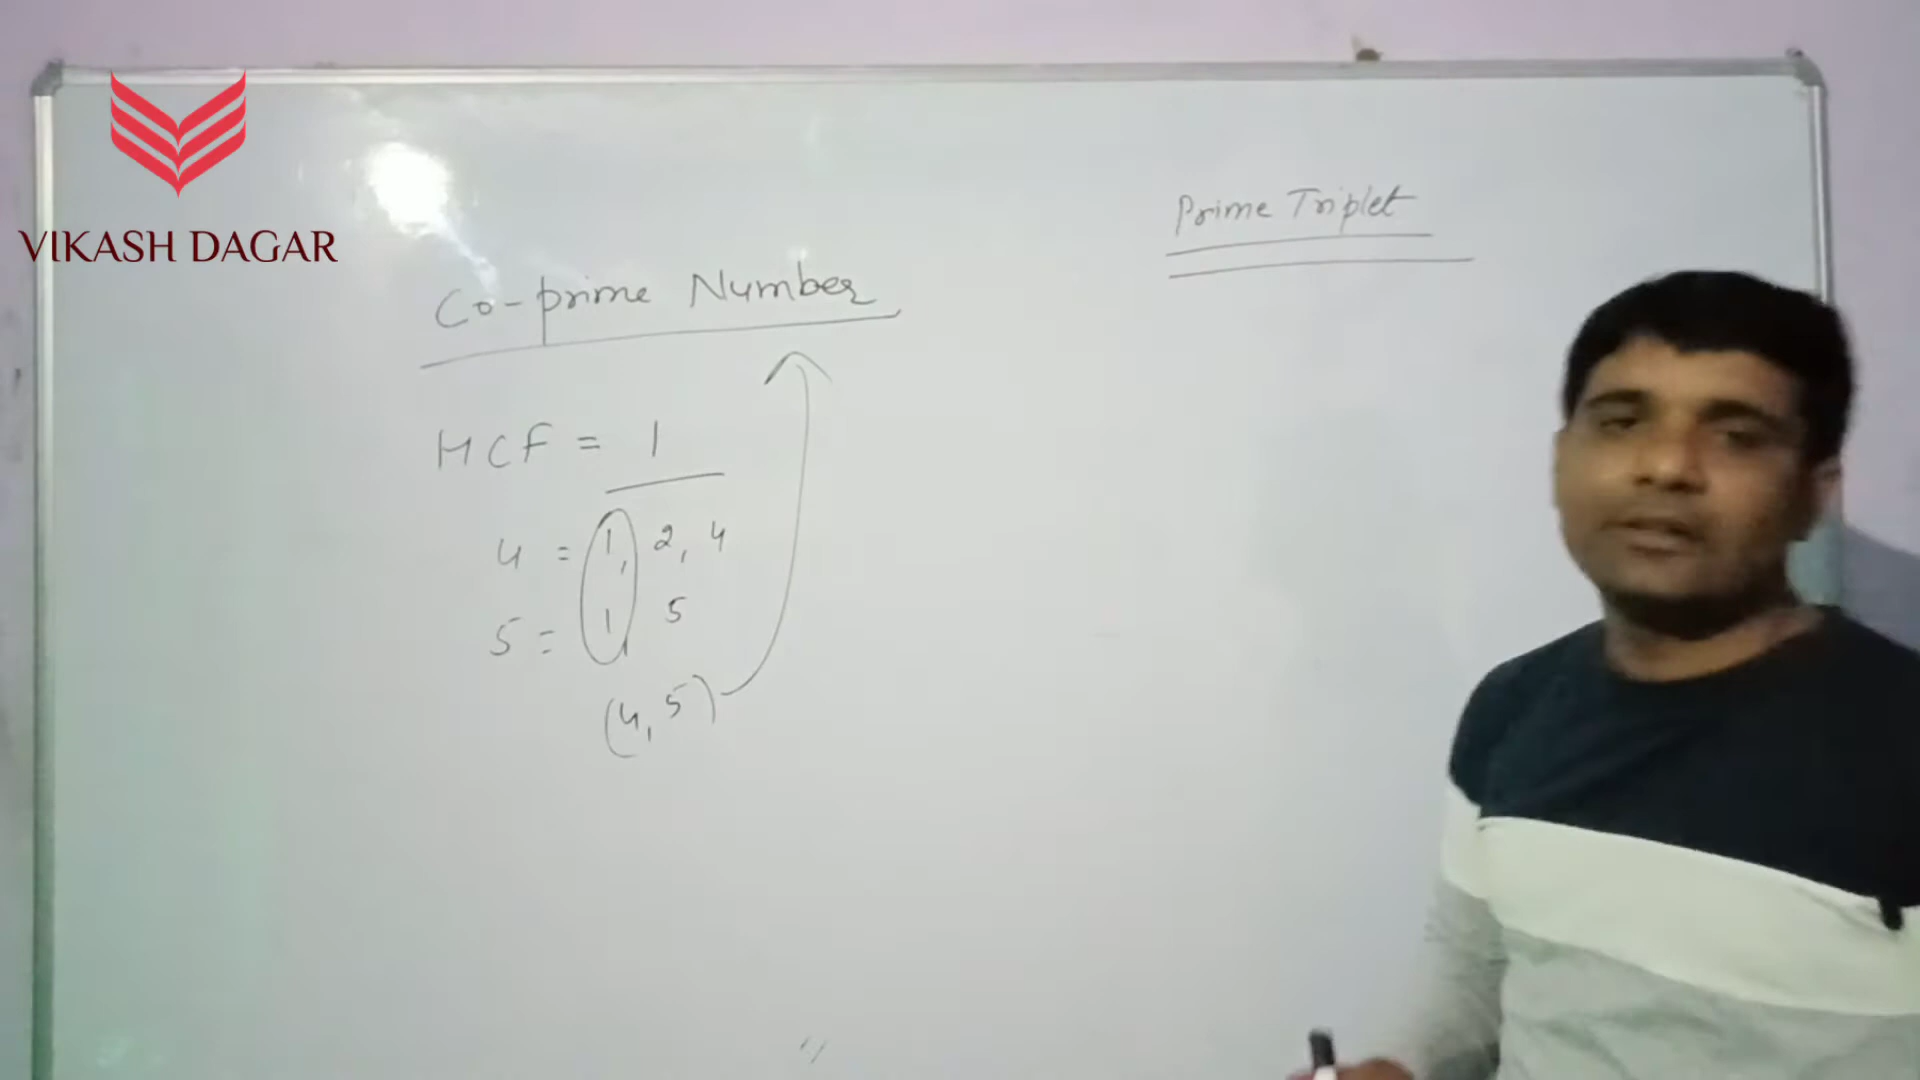 VIKASH DAGAR
Co-prime Number
HCF = 1
4 = 1, 2, 4
5 = 1, 5
(4, 5)
Prime Triplet